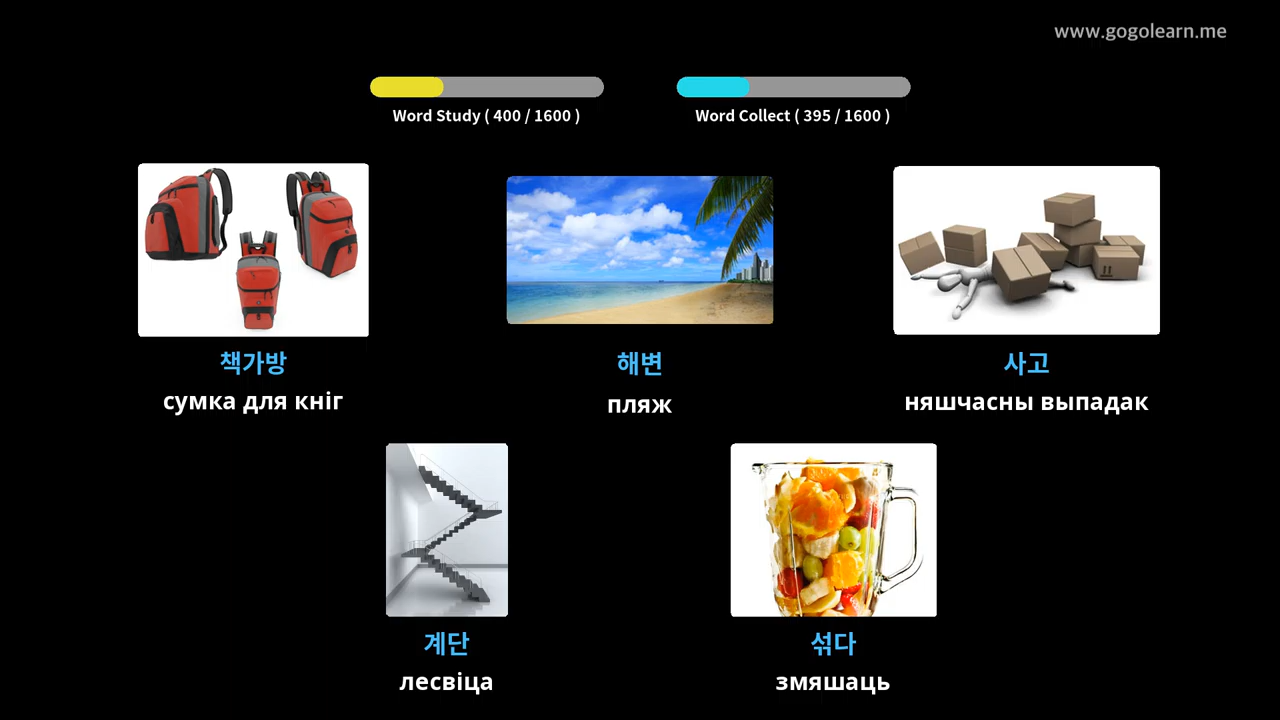 www.gogolearn.me
Word Study ( 400 / 1600 )
Word Collect ( 395 / 1600 )
책가방
сумка для кніг
해변
пляж
사고
няшчасны выпадак
계단
лесвіца
섞다
змяшаць